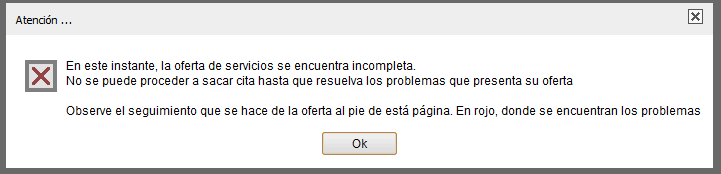 Atención ...
En este instante, la oferta de servicios se encuentra incompleta.
No se puede proceder a sacar cita hasta que resuelva los problemas que presenta su oferta
Observe el seguimiento que se hace de la oferta al pie de está página. En rojo, donde se encuentran los problemas
Ok